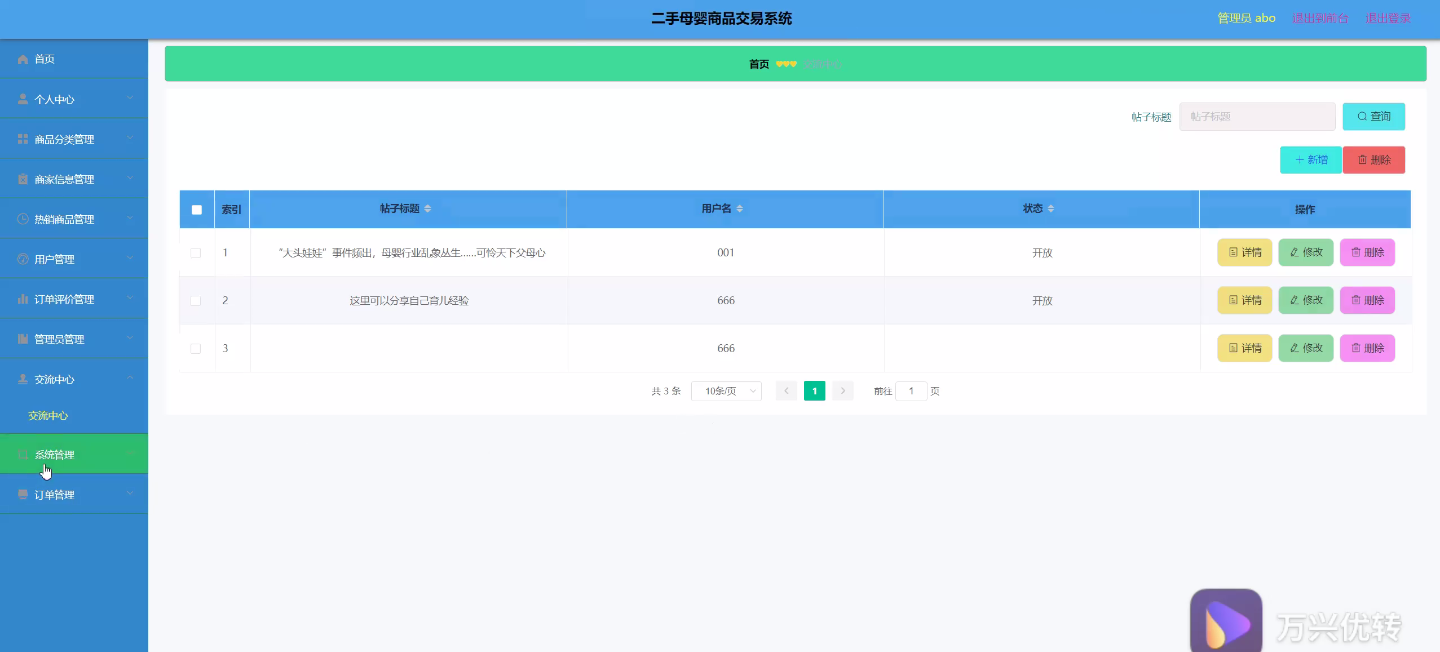 二手母婴商品交易系统
管理员 abo 退出到前台 退出登录
首页
个人中心
商品分类管理
商家信息管理
热销商品管理
用户管理
订单评价管理
管理员管理
交流中心
交流中心
系统管理
订单管理
首页
帖子标题 帖子标题 查询
新增 删除
索引 帖子标题 用户名 状态 操作
1 “大头娃娃”事件频出，母婴行业乱象丛生……可怜天下父母心 001 开放 详情 修改 删除
2 这里可以分享自己育儿经验 666 开放 详情 修改 删除
3 666 详情 修改 删除
共 3 条 10条/页 1 前往 1 页
万兴优转